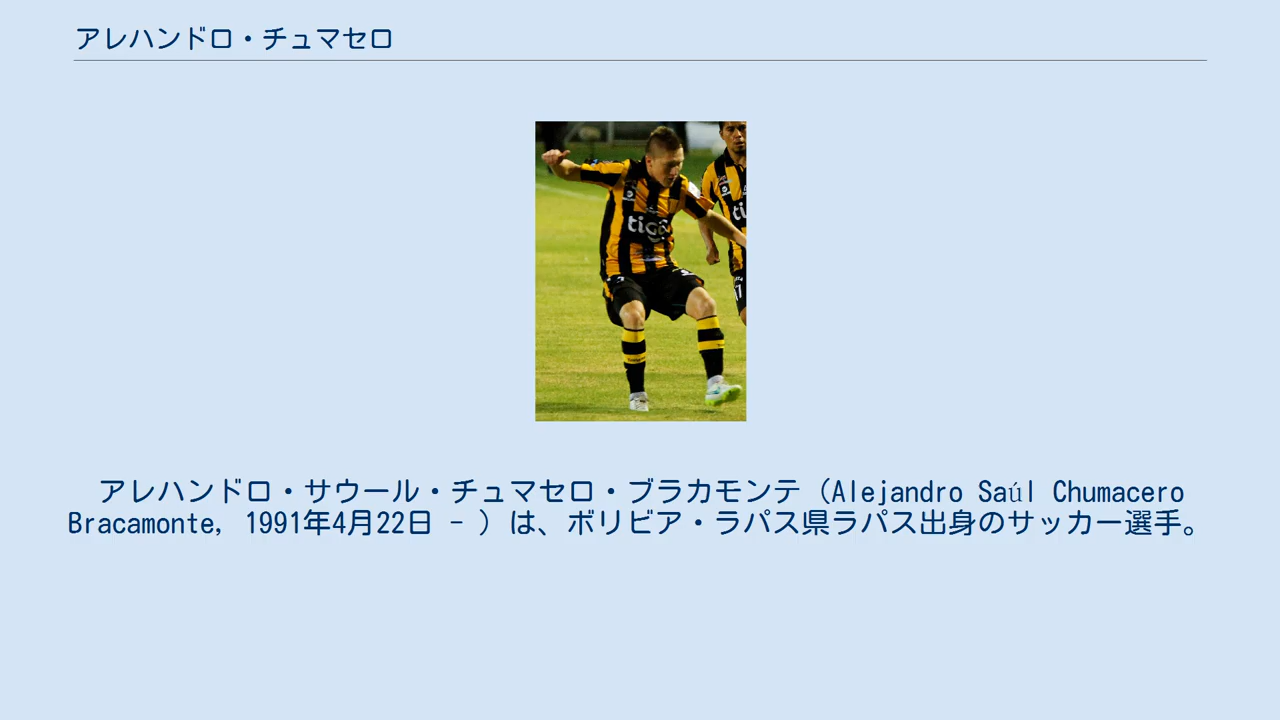 アレハンドロ・チュマセロ
tigo
ti
アレハンドロ・サウール・チュマセロ・ブラカモンテ（Alejandro Saúl Chumacero
Bracamonte, 1991年4月22日 - ）は、ボリビア・ラパス県ラパス出身のサッカー選手。